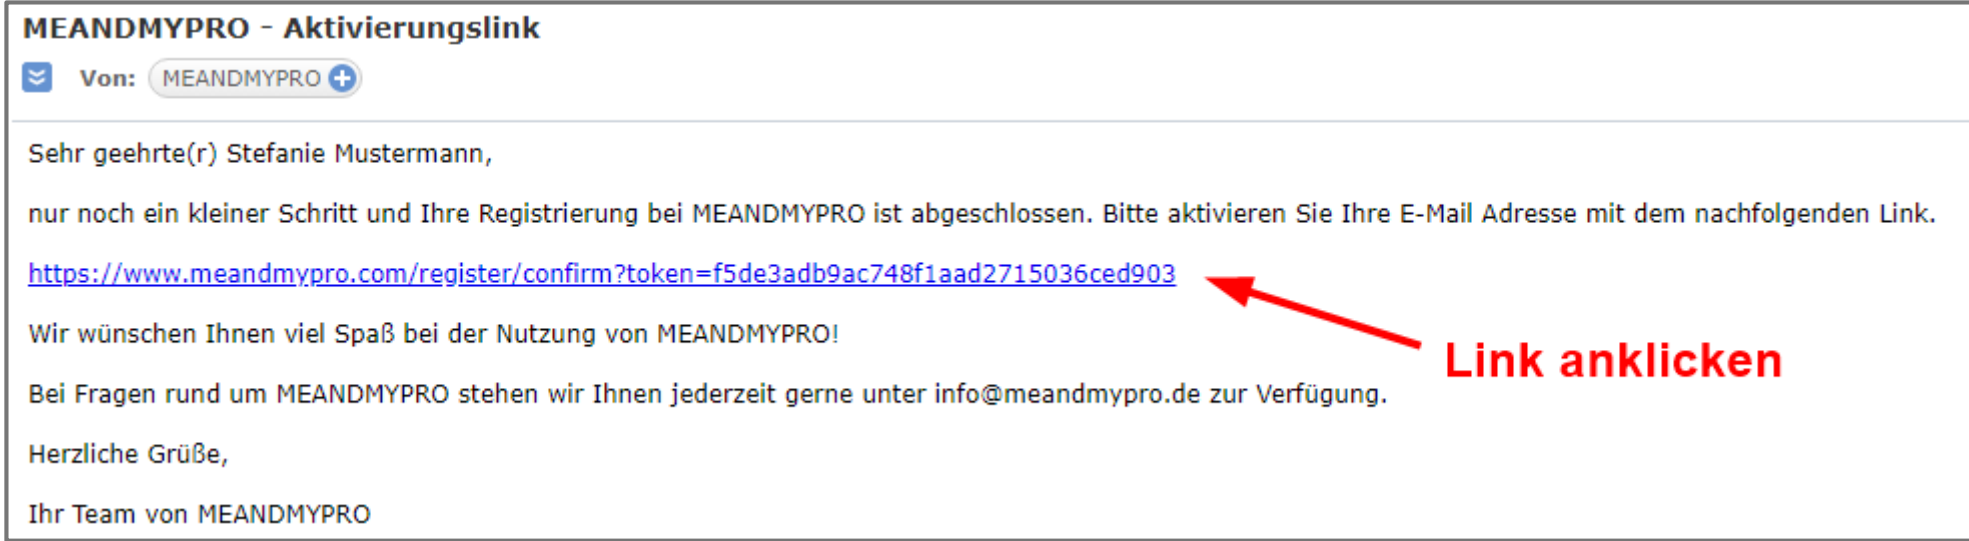 MEANDMYPRO - Aktivierungslink
Von: MEANDMYPRO
Sehr geehrte(r) Stefanie Mustermann,
nur noch ein kleiner Schritt und Ihre Registrierung bei MEANDMYPRO ist abgeschlossen. Bitte aktivieren Sie Ihre E-Mail Adresse mit dem nachfolgenden Link.
https://www.meandmypro.com/register/confirm?token=f5de3adb9ac748f1aad2715036ced903
Wir wünschen Ihnen viel Spaß bei der Nutzung von MEANDMYPRO!
Link anklicken
Bei Fragen rund um MEANDMYPRO stehen wir Ihnen jederzeit gerne unter info@meandmypro.de zur Verfügung.
Herzliche Grüße,
Ihr Team von MEANDMYPRO